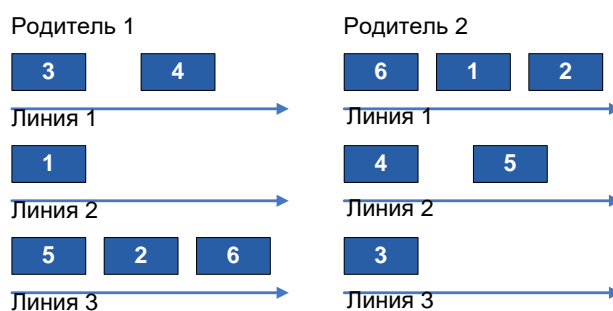 Родитель 1
3 4
Линия 1
1
Линия 2
5 2 6
Линия 3
Родитель 2
6 1 2
Линия 1
4 5
Линия 2
3
Линия 3